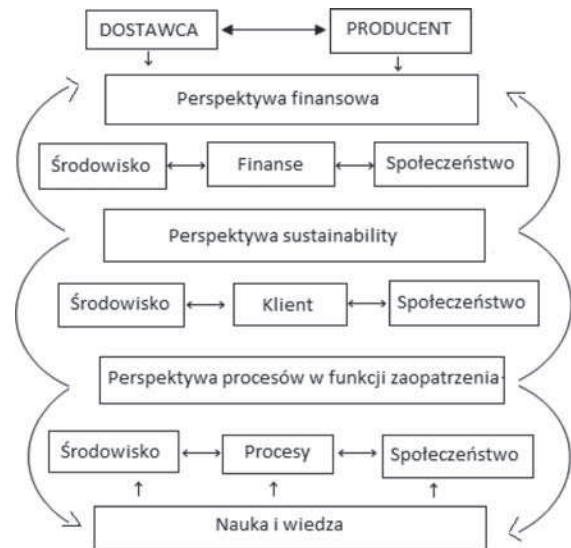 DOSTAWCA PRODUCENT
Perspektywa finansowa
Środowisko Finanse Społeczeństwo
Perspektywa sustainability
Środowisko Klient Społeczeństwo
Perspektywa procesów w funkcji zaopatrzenia
Środowisko Procesy Społeczeństwo
Nauka i wiedza